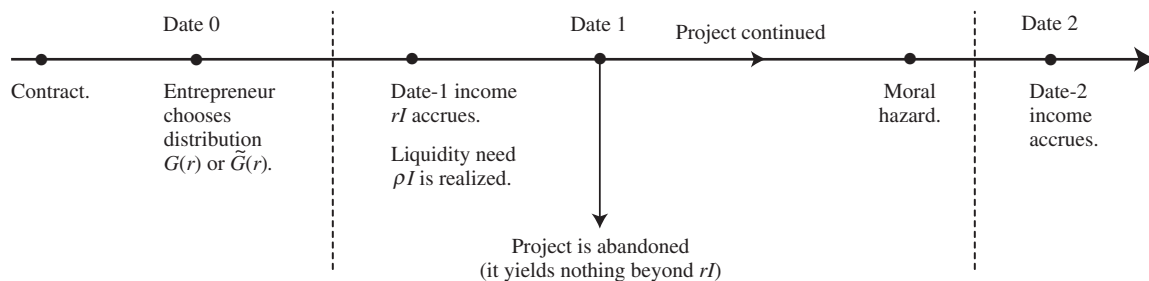 Date 0
Date 1
Project continued
Date 2
Contract.
Entrepreneur
chooses
distribution
G(r) or G̃(r).
Date-1 income
rI accrues.
Liquidity need
ρI is realized.
Moral
hazard.
Date-2
income
accrues.
Project is abandoned
(it yields nothing beyond rI)